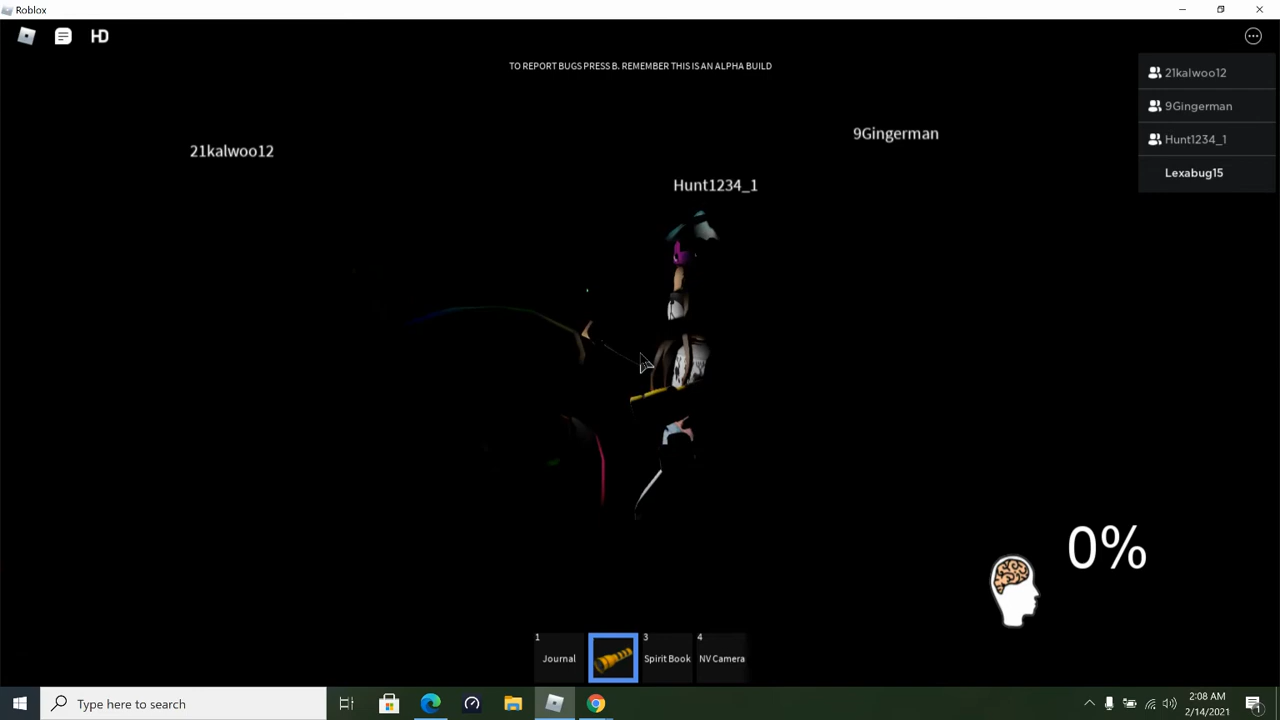 Roblox
HD
TO REPORT BUGS PRESS B. REMEMBER THIS IS AN ALPHA BUILD
21kalwoo12
9Gingerman
Hunt1234_1
Lexabug15
21kalwoo12
9Gingerman
Hunt1234_1
0%
1
Journal
3
Spirit Book
4
NV Camera
Type here to search
2:08 AM
2/14/2021
1